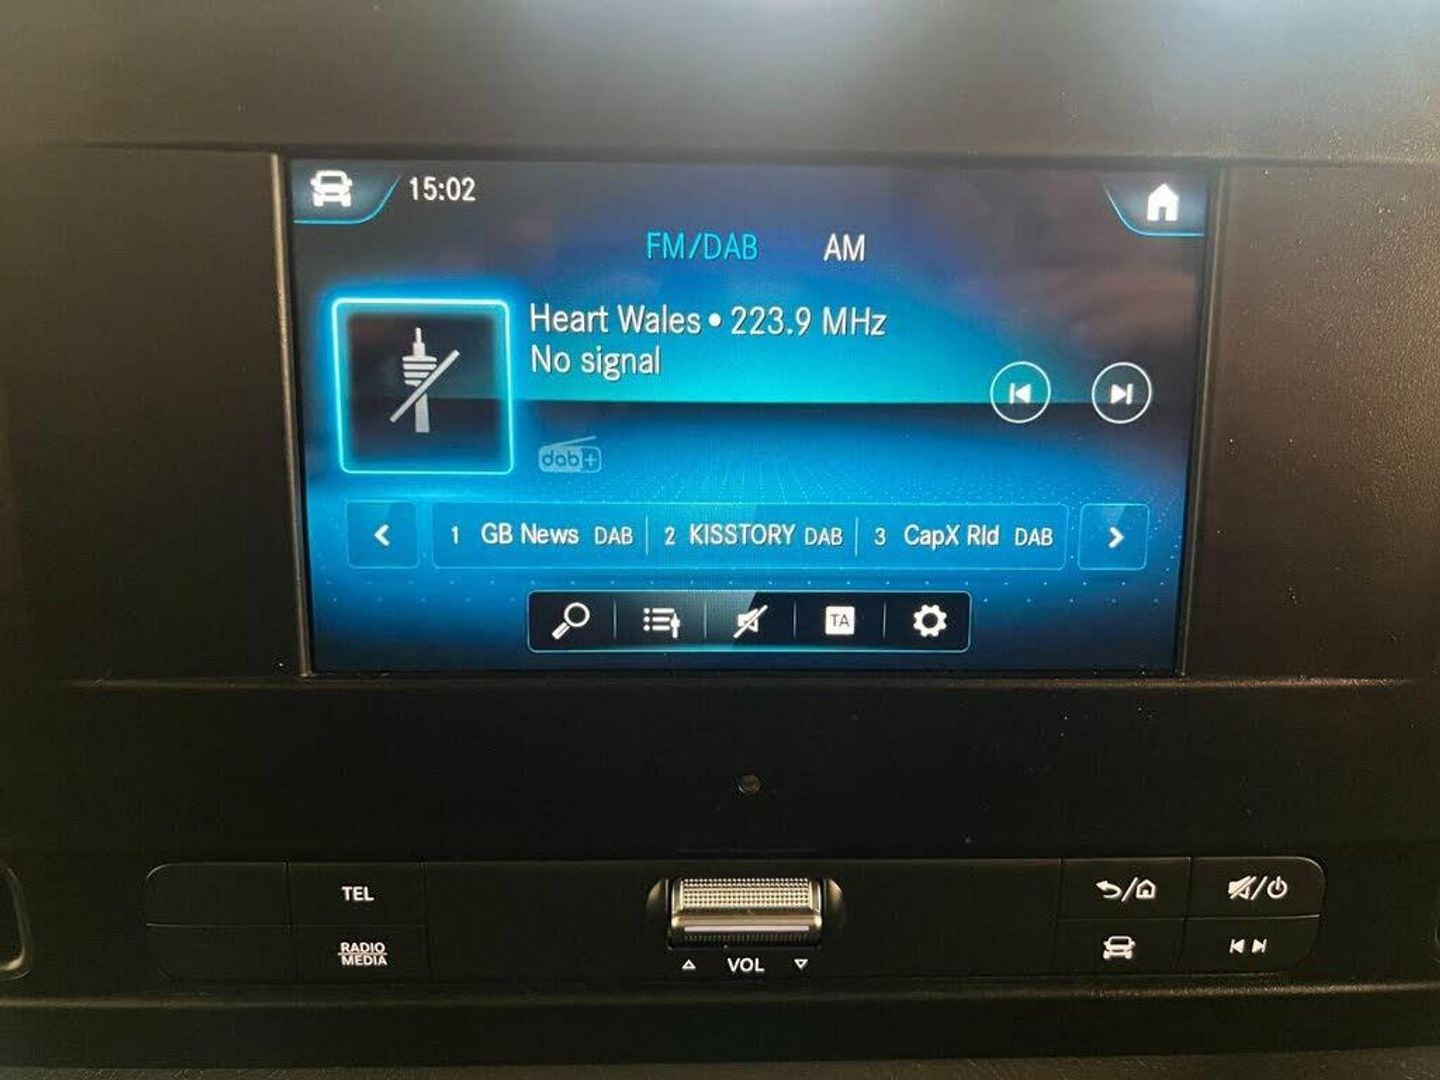 15:02
FM/DAB AM
Heart Wales • 223.9 MHz
No signal
dab+
1 GB News DAB 2 KISSTORY DAB 3 CapX Rld DAB
TA
TEL
RADIO
MEDIA
VOL